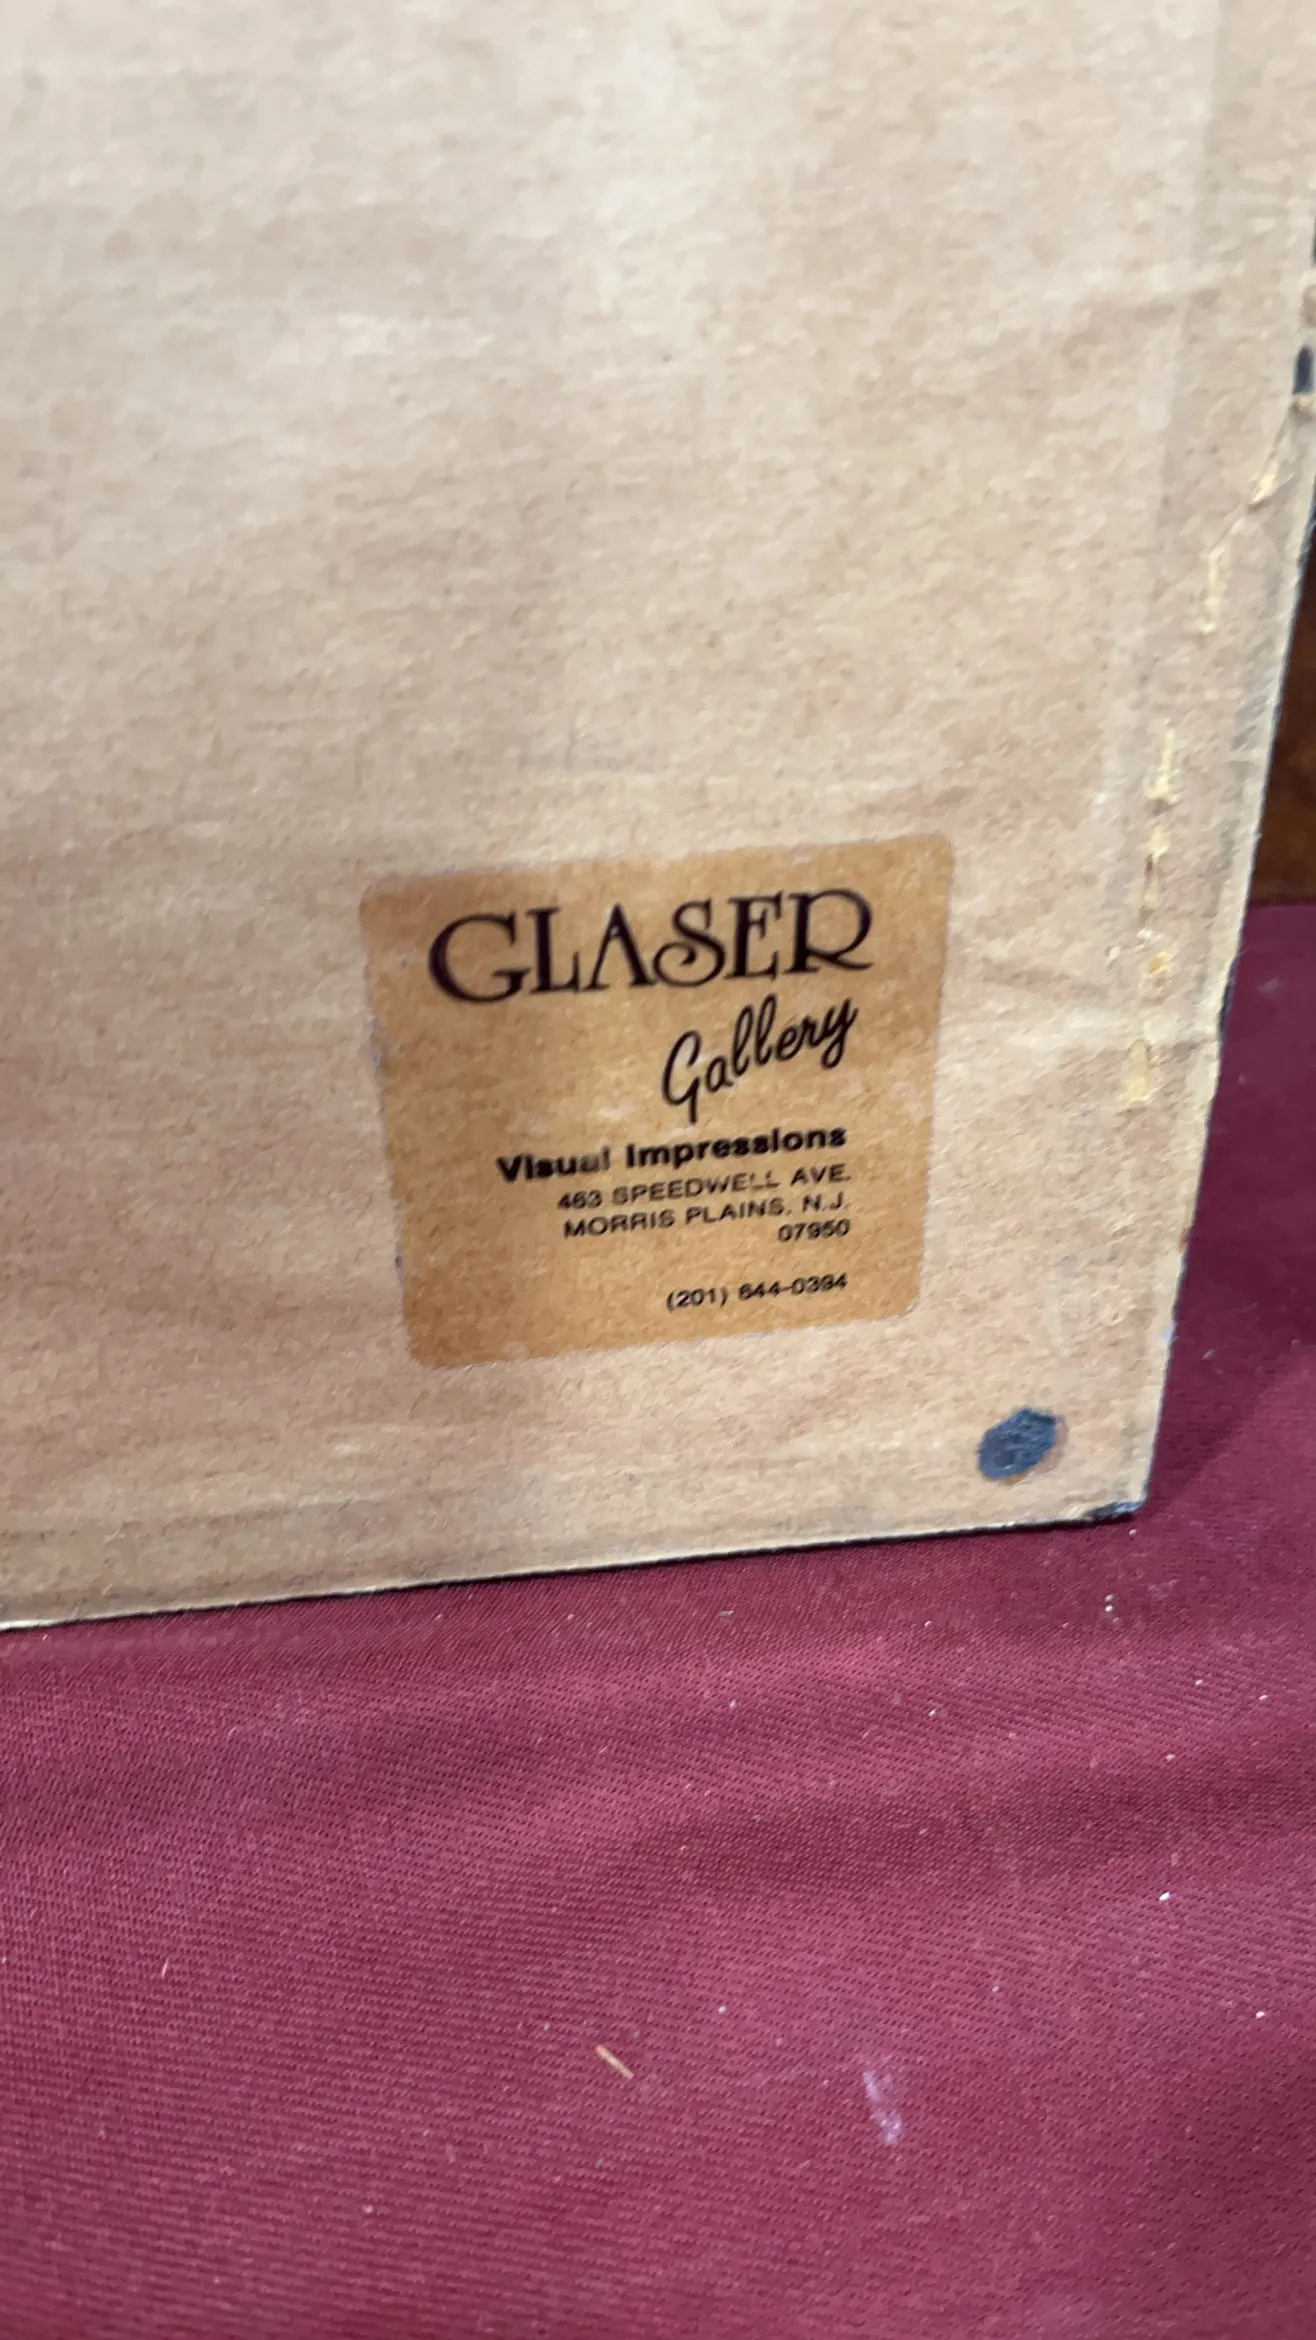 GLASER
Gallery
Visual Impressions
463 SPEEDWELL AVE.
MORRIS PLAINS, N.J.
07950
(201) 644-0394